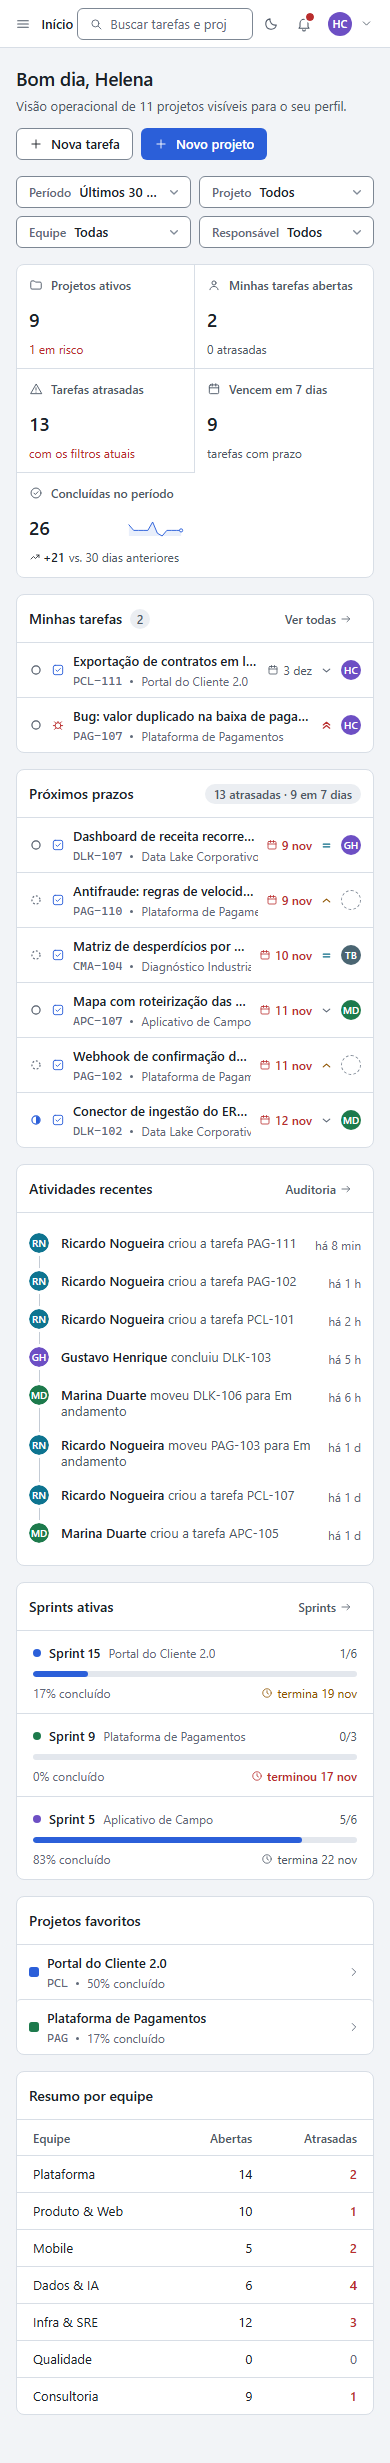 Início
Buscar tarefas e proj
HC
Bom dia, Helena
Visão operacional de 11 projetos visíveis para o seu perfil.
Nova tarefa
Novo projeto
Período Últimos 30 ...
Projeto Todos
Equipe Todas
Responsável Todos
Projetos ativos
9
1 em risco
Minhas tarefas abertas
2
0 atrasadas
Tarefas atrasadas
13
com os filtros atuais
Vencem em 7 dias
9
tarefas com prazo
Concluídas no período
26
+21 vs. 30 dias anteriores
Minhas tarefas 2
Ver todas →
Exportação de contratos em l...
PCL-111 • Portal do Cliente 2.0
3 dez
HC
Bug: valor duplicado na baixa de paga...
PAG-107 • Plataforma de Pagamentos
HC
Próximos prazos
13 atrasadas · 9 em 7 dias
Dashboard de receita recorre...
DLK-107 • Data Lake Corporativo
9 nov
GH
Antifraude: regras de velocid...
PAG-110 • Plataforma de Pagame
9 nov
Matriz de desperdícios por ...
CMA-104 • Diagnóstico Industria
10 nov
TB
Mapa com roteirização das ...
APC-107 • Aplicativo de Campo
11 nov
MD
Webhook de confirmação d...
PAG-102 • Plataforma de Pagam
11 nov
Conector de ingestão do ER...
DLK-102 • Data Lake Corporativ
12 nov
MD
Atividades recentes
Auditoria →
RN Ricardo Nogueira criou a tarefa PAG-111 há 8 min
RN Ricardo Nogueira criou a tarefa PAG-102 há 1 h
RN Ricardo Nogueira criou a tarefa PCL-101 há 2 h
GH Gustavo Henrique concluiu DLK-103 há 5 h
MD Marina Duarte moveu DLK-106 para Em há 6 h
andamento
RN Ricardo Nogueira moveu PAG-103 para Em há 1 d
andamento
RN Ricardo Nogueira criou a tarefa PCL-107 há 1 d
MD Marina Duarte criou a tarefa APC-105 há 1 d
Sprints ativas
Sprints →
Sprint 15 Portal do Cliente 2.0 1/6
17% concluído termina 19 nov
Sprint 9 Plataforma de Pagamentos 0/3
0% concluído terminou 17 nov
Sprint 5 Aplicativo de Campo 5/6
83% concluído termina 22 nov
Projetos favoritos
Portal do Cliente 2.0
PCL • 50% concluído
Plataforma de Pagamentos
PAG • 17% concluído
Resumo por equipe
Equipe Abertas Atrasadas
Plataforma 14 2
Produto & Web 10 1
Mobile 5 2
Dados & IA 6 4
Infra & SRE 12 3
Qualidade 0 0
Consultoria 9 1